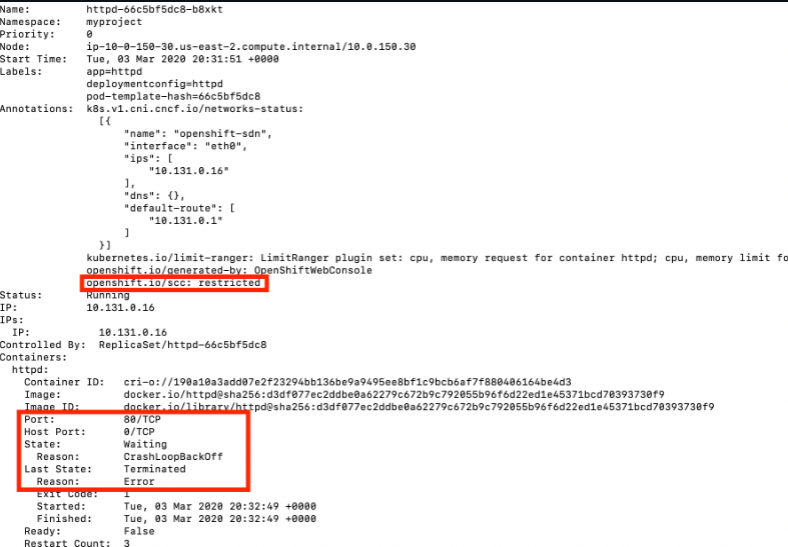 Name: httpd-66c5bf5dc8-b8xkt
Namespace: myproject
Priority: 0
Node: ip-10-0-150-30.us-east-2.compute.internal/10.0.150.30
Start Time: Tue, 03 Mar 2020 20:31:51 +0000
Labels: app=httpd
deploymentconfig=httpd
pod-template-hash=66c5bf5dc8
Annotations: k8s.v1.cni.cncf.io/networks-status:
[{
"name": "openshift-sdn",
"interface": "eth0",
"ips": [
"10.131.0.16"
],
"dns": {},
"default-route": [
"10.131.0.1"
]
}]
kubernetes.io/limit-ranger: LimitRanger plugin set: cpu, memory request for container httpd; cpu, memory limit fo
openshift.io/generated-by: OpenShiftWebConsole
openshift.io/scc: restricted
Status: Running
IP: 10.131.0.16
IPs:
IP: 10.131.0.16
Controlled By: ReplicaSet/httpd-66c5bf5dc8
Containers:
httpd:
Container ID: cri-o://190a10a3add07e2f23294bb136be9a9495ee8bf1c9bcb6af7f880406164be4d3
Image: docker.io/httpd@sha256:d3df077ec2ddbe0a62279c672b9c792055b96f6d22ed1e45371bcd70393730f9
Image ID: docker.io/library/httpd@sha256:d3df077ec2ddbe0a62279c672b9c792055b96f6d22ed1e45371bcd70393730f9
Port: 80/TCP
Host Port: 0/TCP
State: Waiting
Reason: CrashLoopBackOff
Last State: Terminated
Reason: Error
Exit Code: 1
Started: Tue, 03 Mar 2020 20:32:49 +0000
Finished: Tue, 03 Mar 2020 20:32:49 +0000
Ready: False
Restart Count: 3